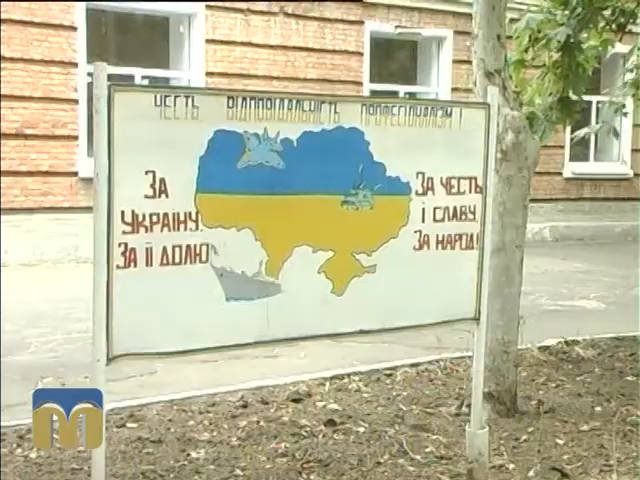 ЧЕСТЬ ВІДПОВІДАЛЬНІСТЬ ПРОФЕСІОНАЛІЗМ!
ЗА
УКРАЇНУ.
ЗА ЇЇ ДОЛЮ
ЗА ЧЕСТЬ
І СЛАВУ,
ЗА НАРОД!
М